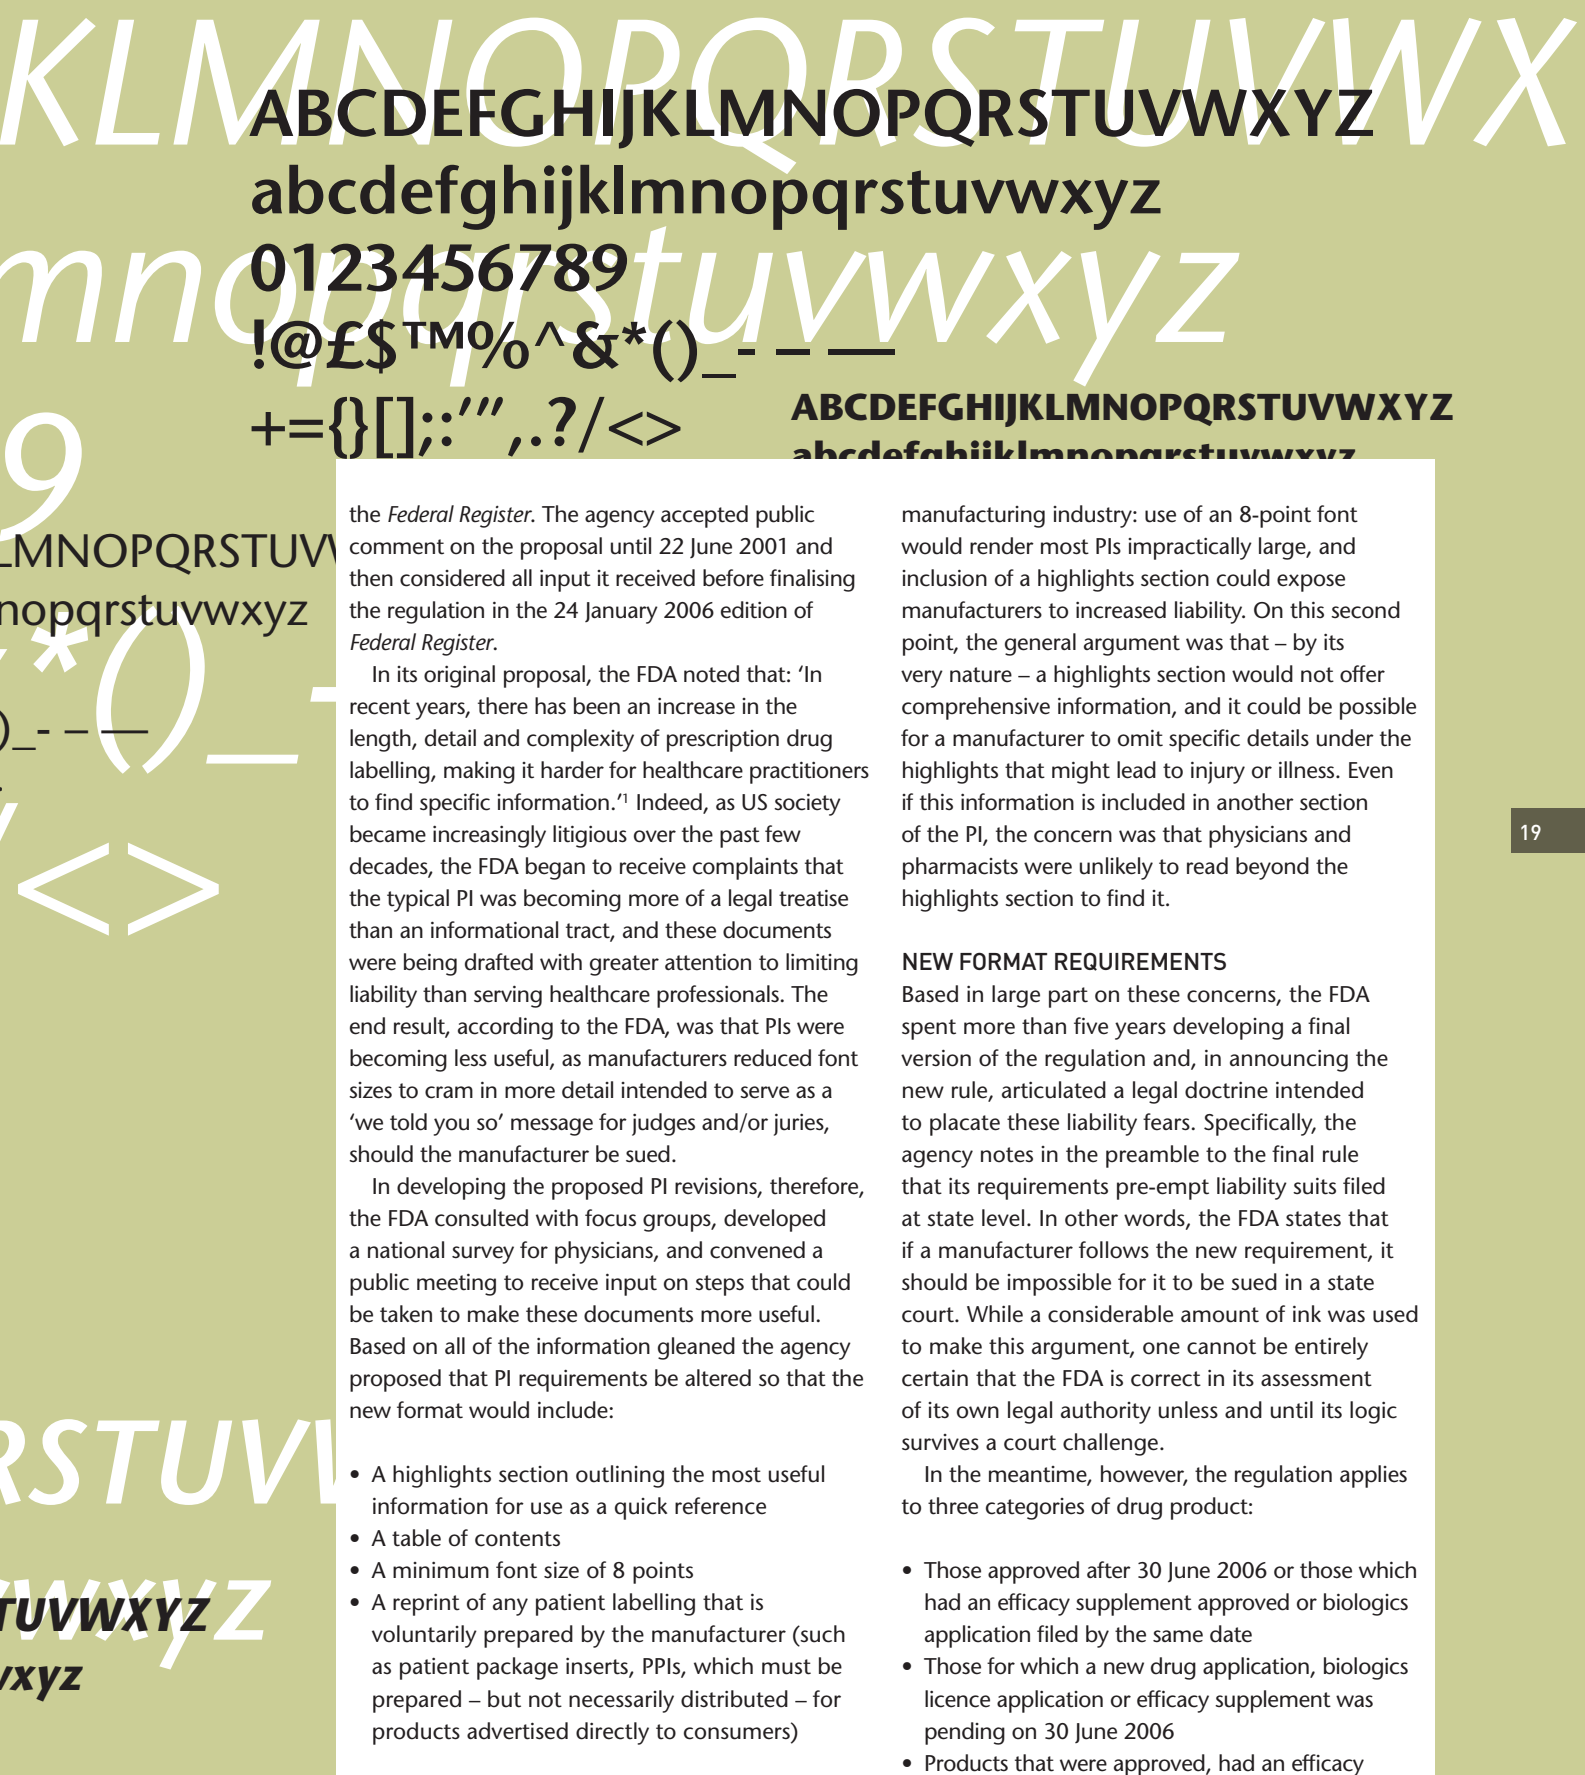 KLMNOPQRSTUVWX
ABCDEFGHIJKLMNOPQRSTUVWXYZ
abcdefghijklmnopqrstuvwxyz
mnopqrstuvwxyz
0123456789
!@£$™%^&*()_- – —
+={}[];:′″,.?/<>
ABCDEFGHIJKLMNOPQRSTUVWXYZ
abcdefghijklmnopqrstuvwxyz
9
LMNOPQRSTUVW
nopqrstuvwxyz
*()_-
)_- – —
/<>
RSTUVW
wxyz
TUVWXYZ
vxyz
the Federal Register. The agency accepted public
comment on the proposal until 22 June 2001 and
then considered all input it received before finalising
the regulation in the 24 January 2006 edition of
Federal Register.
In its original proposal, the FDA noted that: ‘In
recent years, there has been an increase in the
length, detail and complexity of prescription drug
labelling, making it harder for healthcare practitioners
to find specific information.’1 Indeed, as US society
became increasingly litigious over the past few
decades, the FDA began to receive complaints that
the typical PI was becoming more of a legal treatise
than an informational tract, and these documents
were being drafted with greater attention to limiting
liability than serving healthcare professionals. The
end result, according to the FDA, was that PIs were
becoming less useful, as manufacturers reduced font
sizes to cram in more detail intended to serve as a
‘we told you so’ message for judges and/or juries,
should the manufacturer be sued.
In developing the proposed PI revisions, therefore,
the FDA consulted with focus groups, developed
a national survey for physicians, and convened a
public meeting to receive input on steps that could
be taken to make these documents more useful.
Based on all of the information gleaned the agency
proposed that PI requirements be altered so that the
new format would include:
• A highlights section outlining the most useful
information for use as a quick reference
• A table of contents
• A minimum font size of 8 points
• A reprint of any patient labelling that is
voluntarily prepared by the manufacturer (such
as patient package inserts, PPIs, which must be
prepared – but not necessarily distributed – for
products advertised directly to consumers)
manufacturing industry: use of an 8-point font
would render most PIs impractically large, and
inclusion of a highlights section could expose
manufacturers to increased liability. On this second
point, the general argument was that – by its
very nature – a highlights section would not offer
comprehensive information, and it could be possible
for a manufacturer to omit specific details under the
highlights that might lead to injury or illness. Even
if this information is included in another section
of the PI, the concern was that physicians and
pharmacists were unlikely to read beyond the
highlights section to find it.
NEW FORMAT REQUIREMENTS
Based in large part on these concerns, the FDA
spent more than five years developing a final
version of the regulation and, in announcing the
new rule, articulated a legal doctrine intended
to placate these liability fears. Specifically, the
agency notes in the preamble to the final rule
that its requirements pre-empt liability suits filed
at state level. In other words, the FDA states that
if a manufacturer follows the new requirement, it
should be impossible for it to be sued in a state
court. While a considerable amount of ink was used
to make this argument, one cannot be entirely
certain that the FDA is correct in its assessment
of its own legal authority unless and until its logic
survives a court challenge.
In the meantime, however, the regulation applies
to three categories of drug product:
• Those approved after 30 June 2006 or those which
had an efficacy supplement approved or biologics
application filed by the same date
• Those for which a new drug application, biologics
licence application or efficacy supplement was
pending on 30 June 2006
• Products that were approved, had an efficacy
19